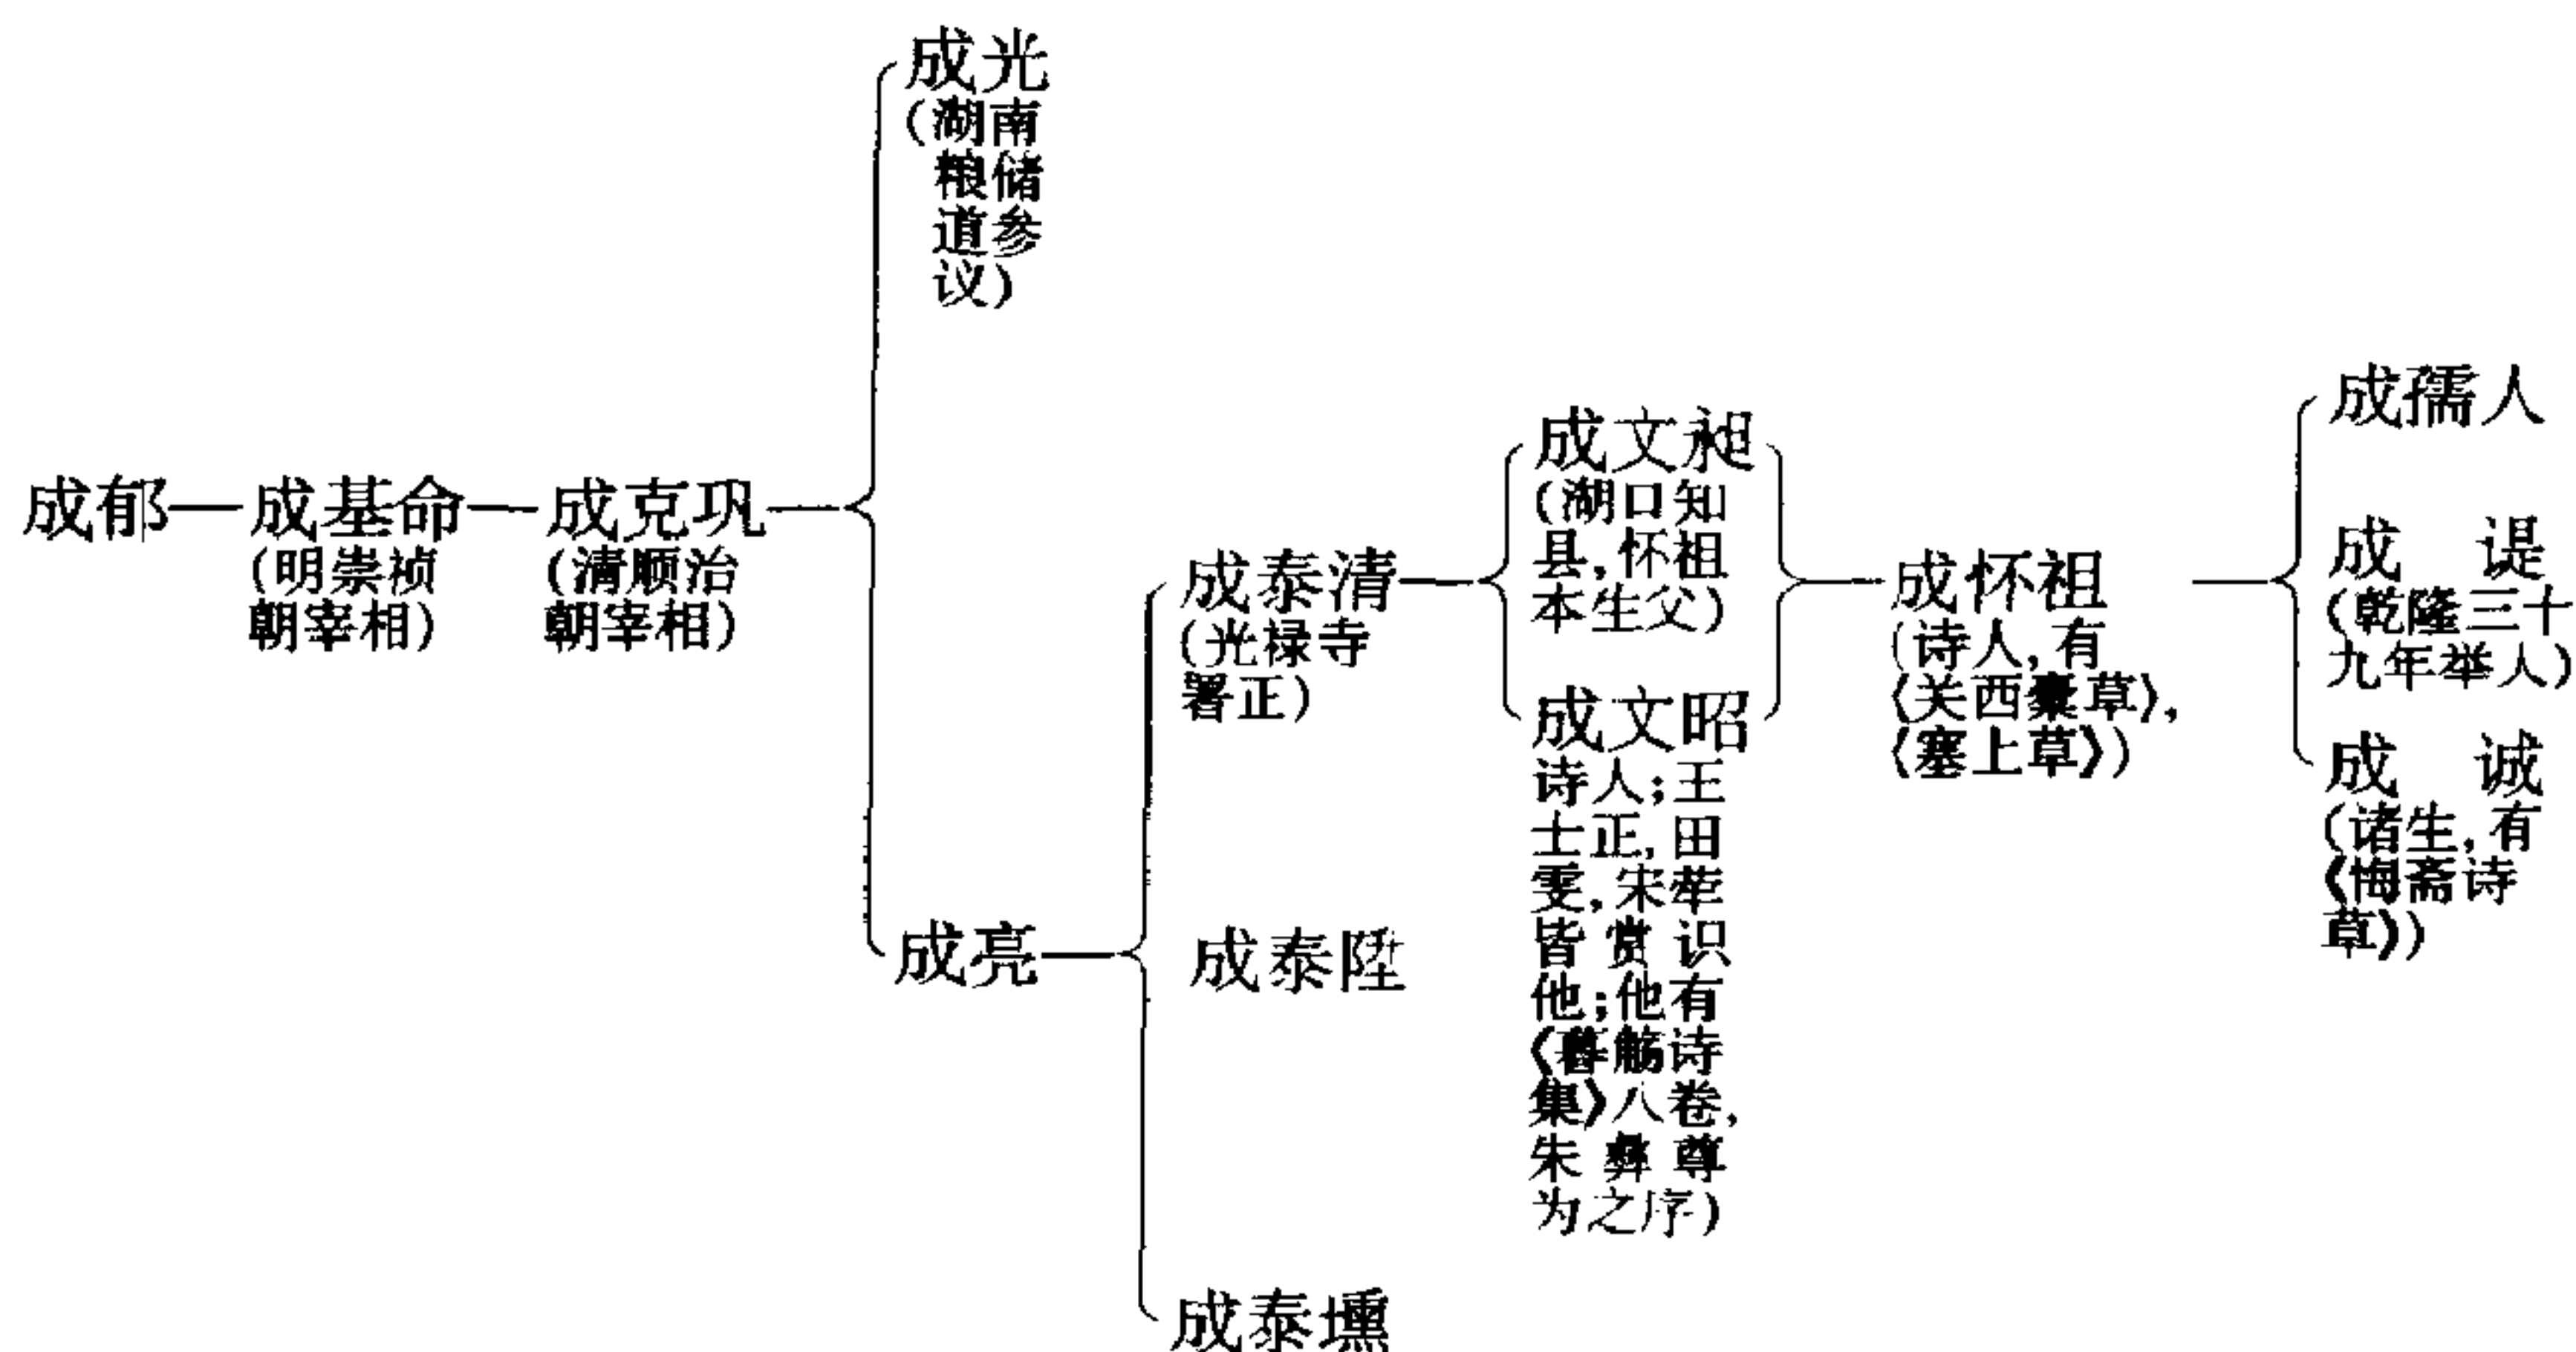 成光
(湖南
粮储
道参
议)
成郁
成基命
(明崇祯
朝宰相)
成克巩
(清顺治
朝宰相)
成亮
成泰清
(光禄寺
署正)
成泰陞
成泰壎
成文昶
(湖口知
县,怀祖
本生父)
成文昭
诗人;王
士正,田
雯,宋荦
皆赏识
他;他有
诗
集》八卷,
朱彝尊
为之序)
成怀祖
(诗人,有
《关西橐草》,
《塞上草》)
成孺人
成 諟
(乾隆三十
九年举人)
成 诚
(诸生,有
《悔斋诗
草》)